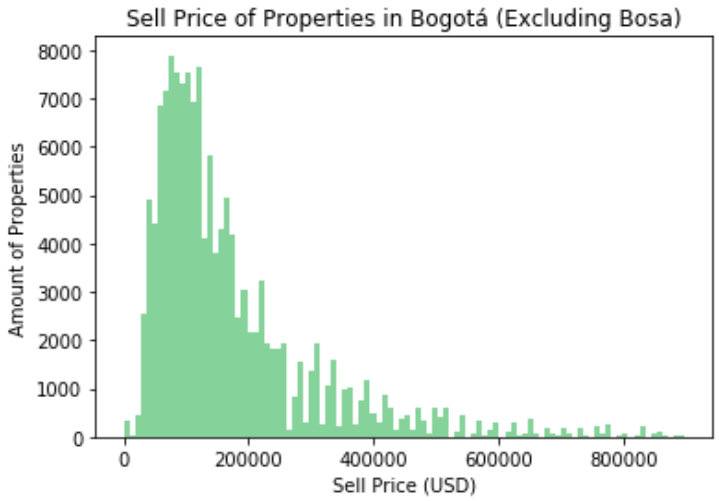 Sell Price of Properties in Bogotá (Excluding Bosa)
8000
7000
6000
5000
4000
3000
2000
1000
0
Amount of Properties
0 200000 400000 600000 800000
Sell Price (USD)